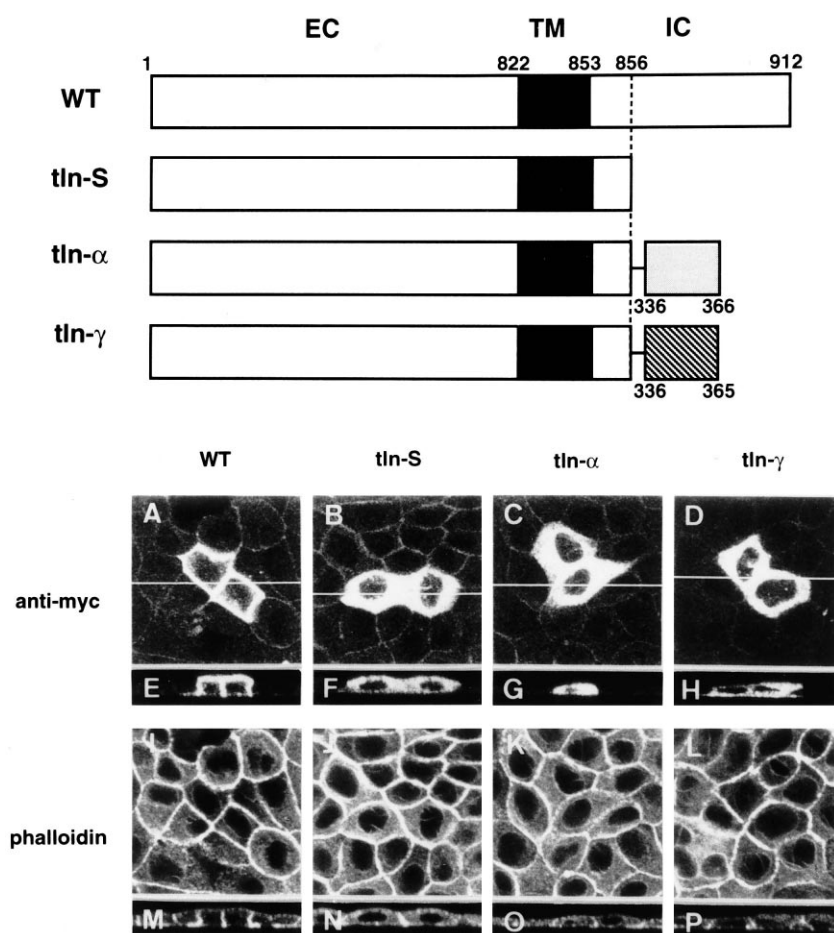 EC TM IC
1 822 853 856 912
WT
tln-S
tln-α
336 366
tln-γ
336 365
WT tln-S tln-α tln-γ
A B C D
anti-myc
E F G H
I J K L
phalloidin
M N O P